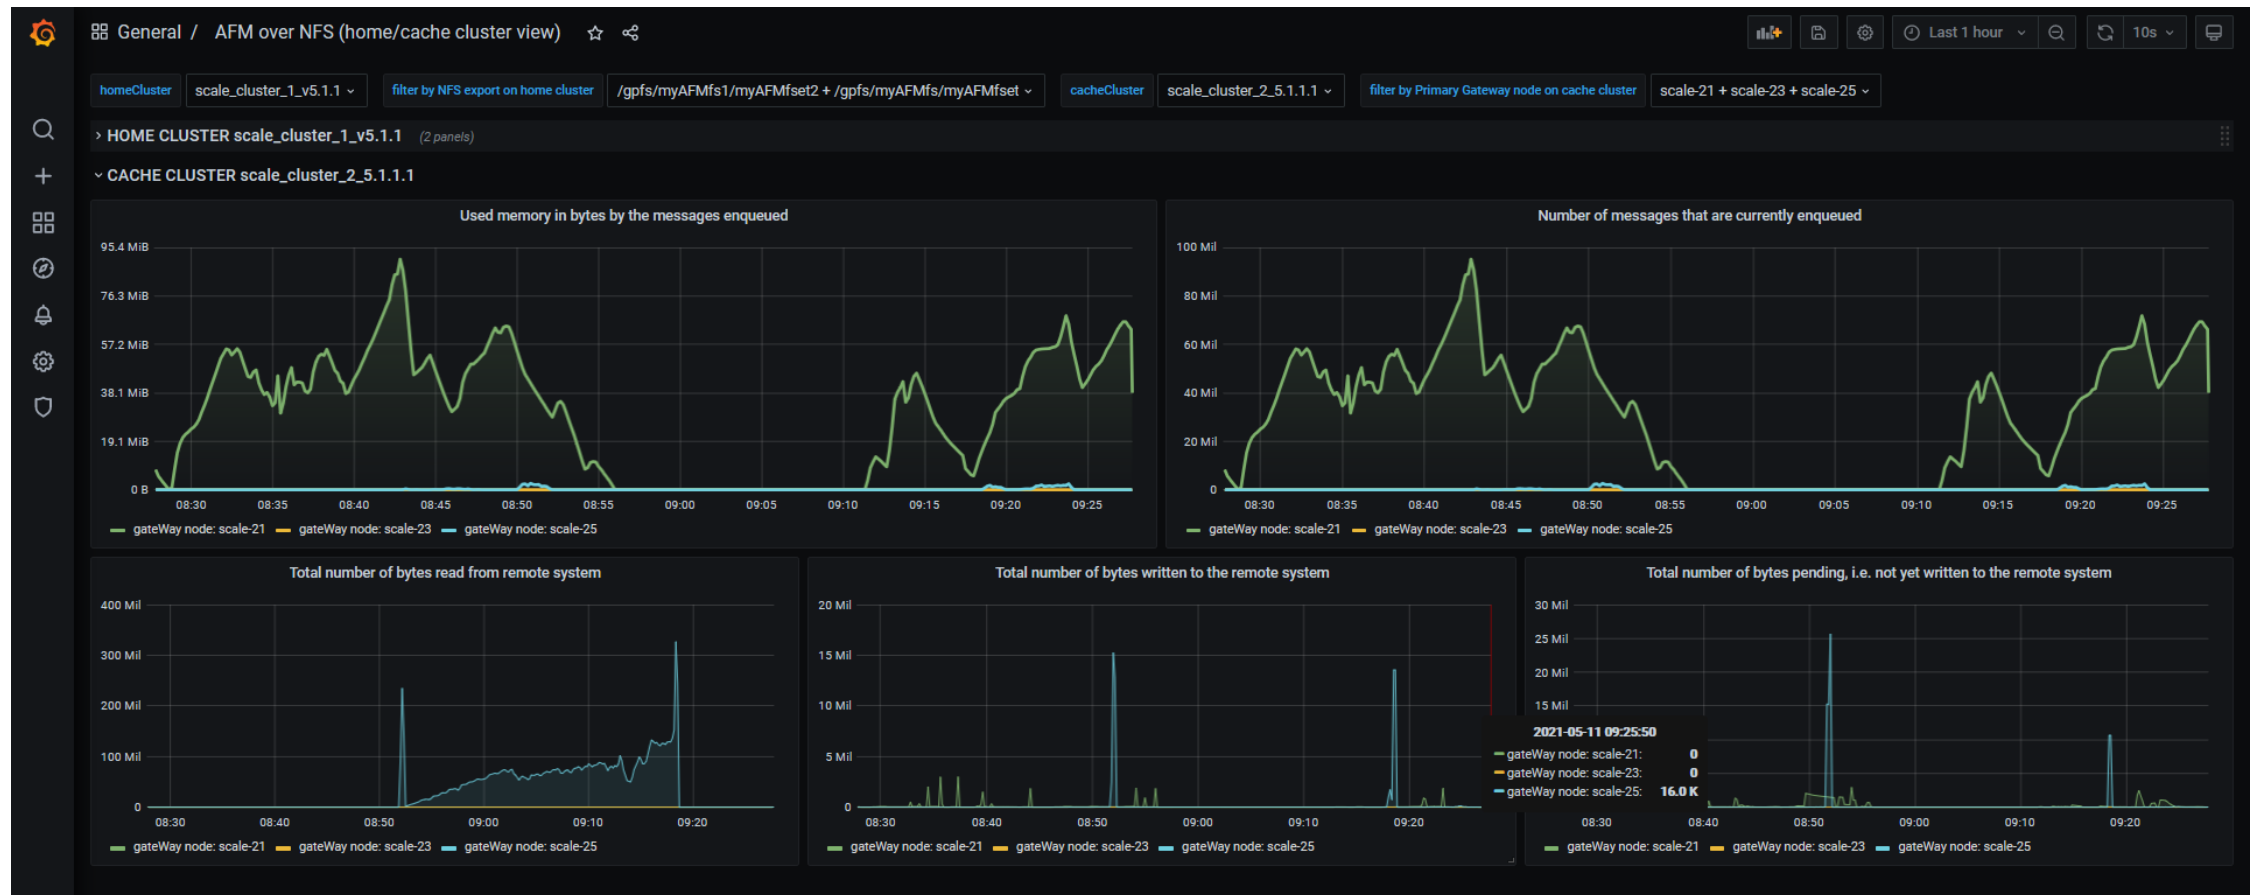 General / AFM over NFS (home/cache cluster view)
Last 1 hour
10s
homeCluster scale_cluster_1_v5.1.1 filter by NFS export on home cluster /gpfs/myAFMfs1/myAFMfset2 + /gpfs/myAFMfs/myAFMfset cacheCluster scale_cluster_2_5.1.1.1 filter by Primary Gateway node on cache cluster scale-21 + scale-23 + scale-25
HOME CLUSTER scale_cluster_1_v5.1.1 (2 panels)
CACHE CLUSTER scale_cluster_2_5.1.1.1
Used memory in bytes by the messages enqueued
95.4 MiB
76.3 MiB
57.2 MiB
38.1 MiB
19.1 MiB
0 B
08:30 08:35 08:40 08:45 08:50 08:55 09:00 09:05 09:10 09:15 09:20 09:25
gateWay node: scale-21 gateWay node: scale-23 gateWay node: scale-25
Number of messages that are currently enqueued
100 Mil
80 Mil
60 Mil
40 Mil
20 Mil
0
08:30 08:35 08:40 08:45 08:50 08:55 09:00 09:05 09:10 09:15 09:20 09:25
gateWay node: scale-21 gateWay node: scale-23 gateWay node: scale-25
Total number of bytes read from remote system
400 Mil
300 Mil
200 Mil
100 Mil
0
08:30 08:40 08:50 09:00 09:10 09:20
gateWay node: scale-21 gateWay node: scale-23 gateWay node: scale-25
Total number of bytes written to the remote system
20 Mil
15 Mil
10 Mil
5 Mil
0
08:30 08:40 08:50 09:00 09:10 09:20
gateWay node: scale-21 gateWay node: scale-23 gateWay node: scale-25
Total number of bytes pending, i.e. not yet written to the remote system
30 Mil
25 Mil
20 Mil
15 Mil
2021-05-11 09:25:50
gateWay node: scale-21: 0
gateWay node: scale-23: 0
gateWay node: scale-25: 16.0 K
08:30 08:40 08:50 09:00 09:10 09:20
gateWay node: scale-21 gateWay node: scale-23 gateWay node: scale-25